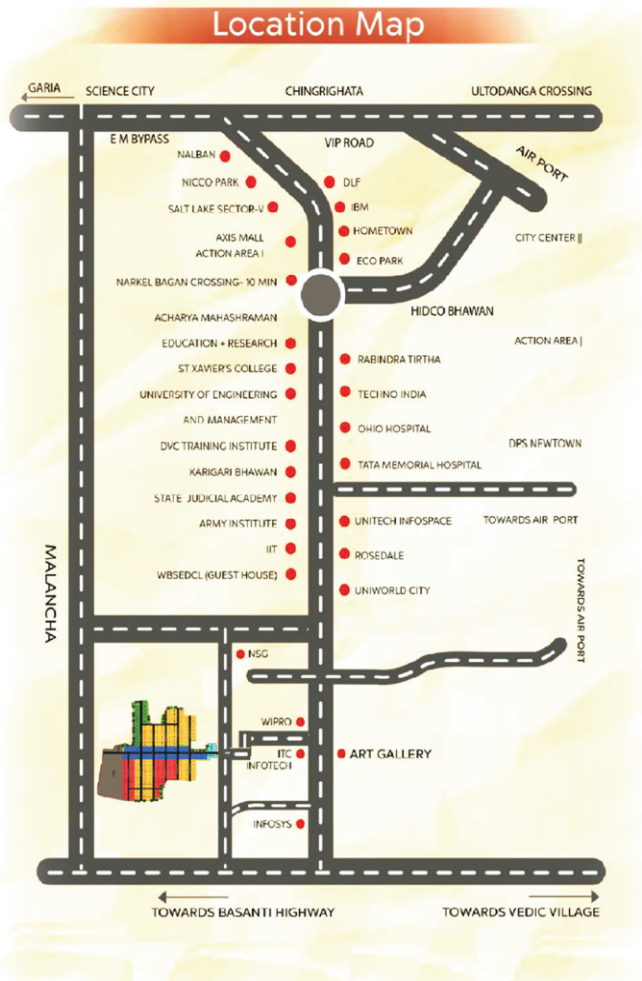 Location Map
GARIA
SCIENCE CITY
CHINGRIGHATA
ULTODANGA CROSSING
E M BYPASS
VIP ROAD
AIR PORT
NALBAN
NICCO PARK
DLF
SALT LAKE SECTOR-V
IBM
HOMETOWN
AXIS MALL
ACTION AREA I
CITY CENTER ||
ECO PARK
NARKEL BAGAN CROSSING- 10 MIN
HIDCO BHAWAN
ACHARYA MAHASHRAMAN
EDUCATION + RESEARCH
ACTION AREA |
RABINDRA TIRTHA
ST XAVIER'S COLLEGE
UNIVERSITY OF ENGINEERING
TECHNO INDIA
AND MANAGEMENT
OHIO HOSPITAL
DVC TRAINING INSTITUTE
DPS NEWTOWN
TATA MEMORIAL HOSPITAL
KARIGARI BHAWAN
STATE JUDICIAL ACADEMY
ARMY INSTITUTE
UNITECH INFOSPACE
TOWARDS AIR PORT
IIT
ROSEDALE
WBSEDCL (GUEST HOUSE)
UNIWORLD CITY
MALANCHA
TOWARDS AIR PORT
NSG
WIPRO
ITC
INFOTECH
ART GALLERY
INFOSYS
TOWARDS BASANTI HIGHWAY
TOWARDS VEDIC VILLAGE